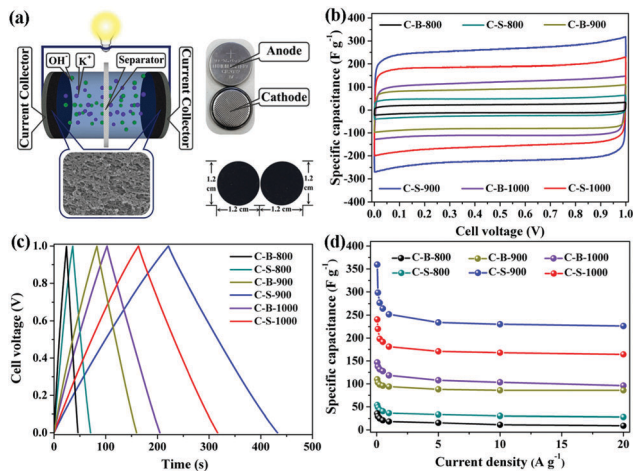 (a)
OH⁻ K⁺ Separator
Current Collector
Current Collector
Anode
Cathode
1.2
cm
1.2
cm
1.2 cm 1.2 cm
(b)
Specific capacitance (F g⁻¹)
400
350
300
250
200
150
100
50
0
-50
-100
-150
-200
-250
-300
-350
-400
C-B-800 C-S-800 C-B-900
C-S-900 C-B-1000 C-S-1000
0.0 0.1 0.2 0.3 0.4 0.5 0.6 0.7 0.8 0.9 1.0
Cell voltage (V)
(c)
Cell voltage (V)
1.0
0.8
0.6
0.4
0.2
0.0
C-B-800
C-S-800
C-B-900
C-S-900
C-B-1000
C-S-1000
0 100 200 300 400 500
Time (s)
(d)
Specific capacitance (F g⁻¹)
400
350
300
250
200
150
100
50
0
C-B-800 C-B-900 C-B-1000
C-S-800 C-S-900 C-S-1000
0 5 10 15 20
Current density (A g⁻¹)